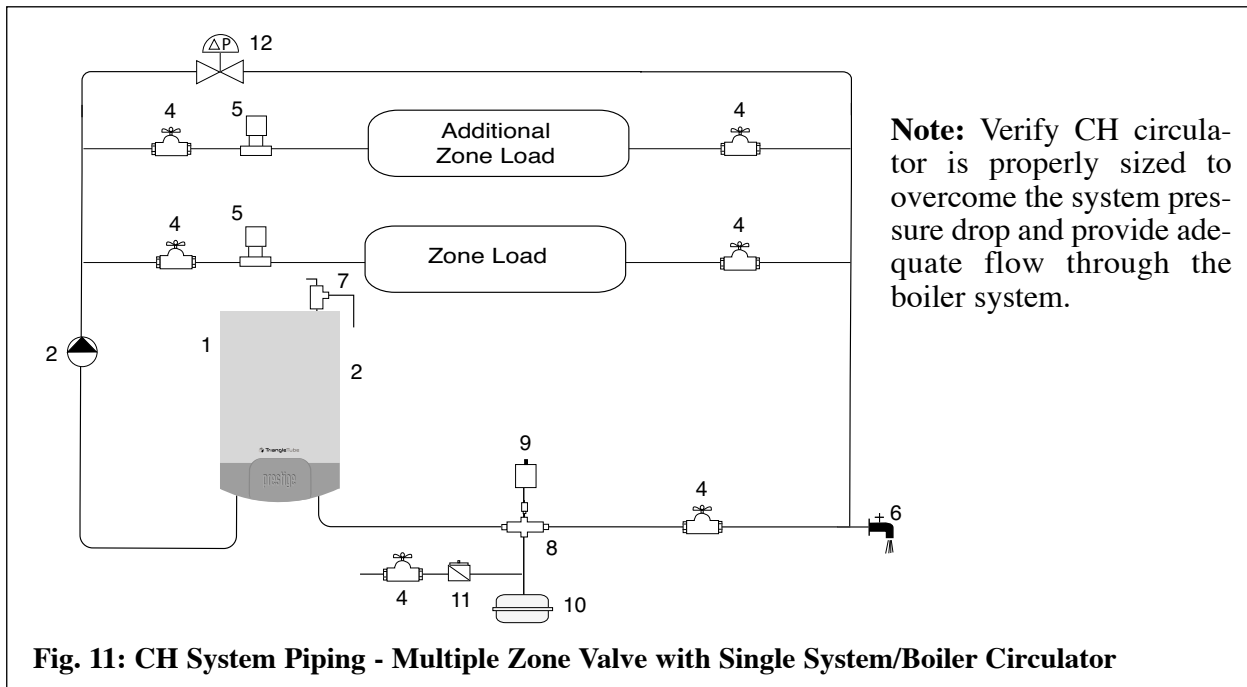 ΔP
12
4
5
Additional
Zone Load
4
4
5
Zone Load
4
7
1
2
2
TriangleTube
prestige
9
4
6
8
4
11
10
Note: Verify CH circula-
tor is properly sized to
overcome the system pres-
sure drop and provide ade-
quate flow through the
boiler system.
Fig. 11: CH System Piping - Multiple Zone Valve with Single System/Boiler Circulator